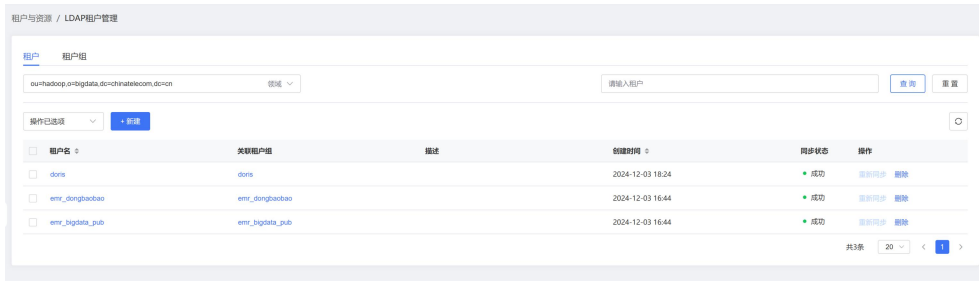 租户与资源 / LDAP租户管理
租户 租户组
ou=hadoop,o=bigdata,dc=chinatelecom,dc=cn 领域 请输入租户 查询 重置
操作已选项 + 新建
租户名 关联租户组 描述 创建时间 同步状态 操作
doris doris 2024-12-03 18:24 成功 重新同步 删除
emr_dongbaobao emr_dongbaobao 2024-12-03 16:44 成功 重新同步 删除
emr_bigdata_pub emr_bigdata_pub 2024-12-03 16:44 成功 重新同步 删除
共3条 20 < 1 >